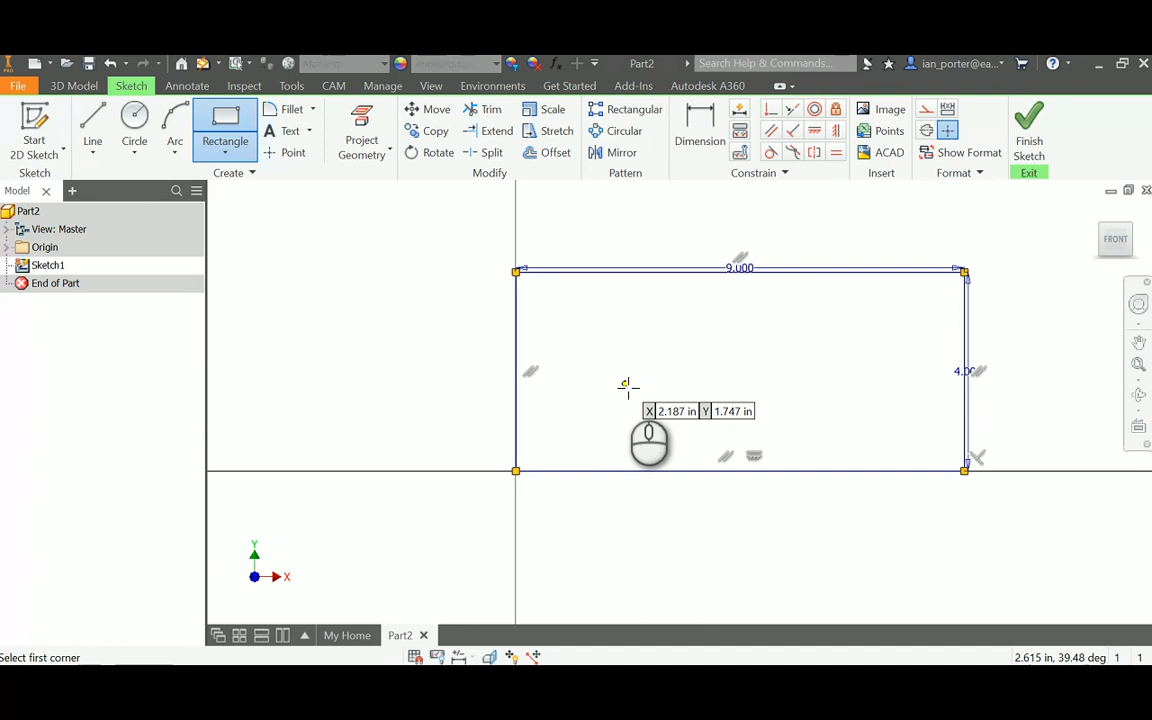 PRO
Material
Appearance
Part2
Search Help & Commands...
ian_porter@ea...
File
3D Model
Sketch
Annotate
Inspect
Tools
CAM
Manage
View
Environments
Get Started
Add-Ins
Autodesk A360
Start
2D Sketch
Sketch
Line
Circle
Arc
Rectangle
Fillet
Text
Point
Create
Project
Geometry
Move
Copy
Rotate
Trim
Extend
Split
Scale
Stretch
Offset
Modify
Rectangular
Circular
Mirror
Pattern
Dimension
Constrain
Image
Points
ACAD
Insert
Show Format
Format
Finish
Sketch
Exit
Model
Part2
View: Master
Origin
Sketch1
End of Part
FRONT
9.000
4.00
X 2.187 in Y 1.747 in
Y
X
My Home
Part2
Select first corner
2.615 in, 39.48 deg 1 1